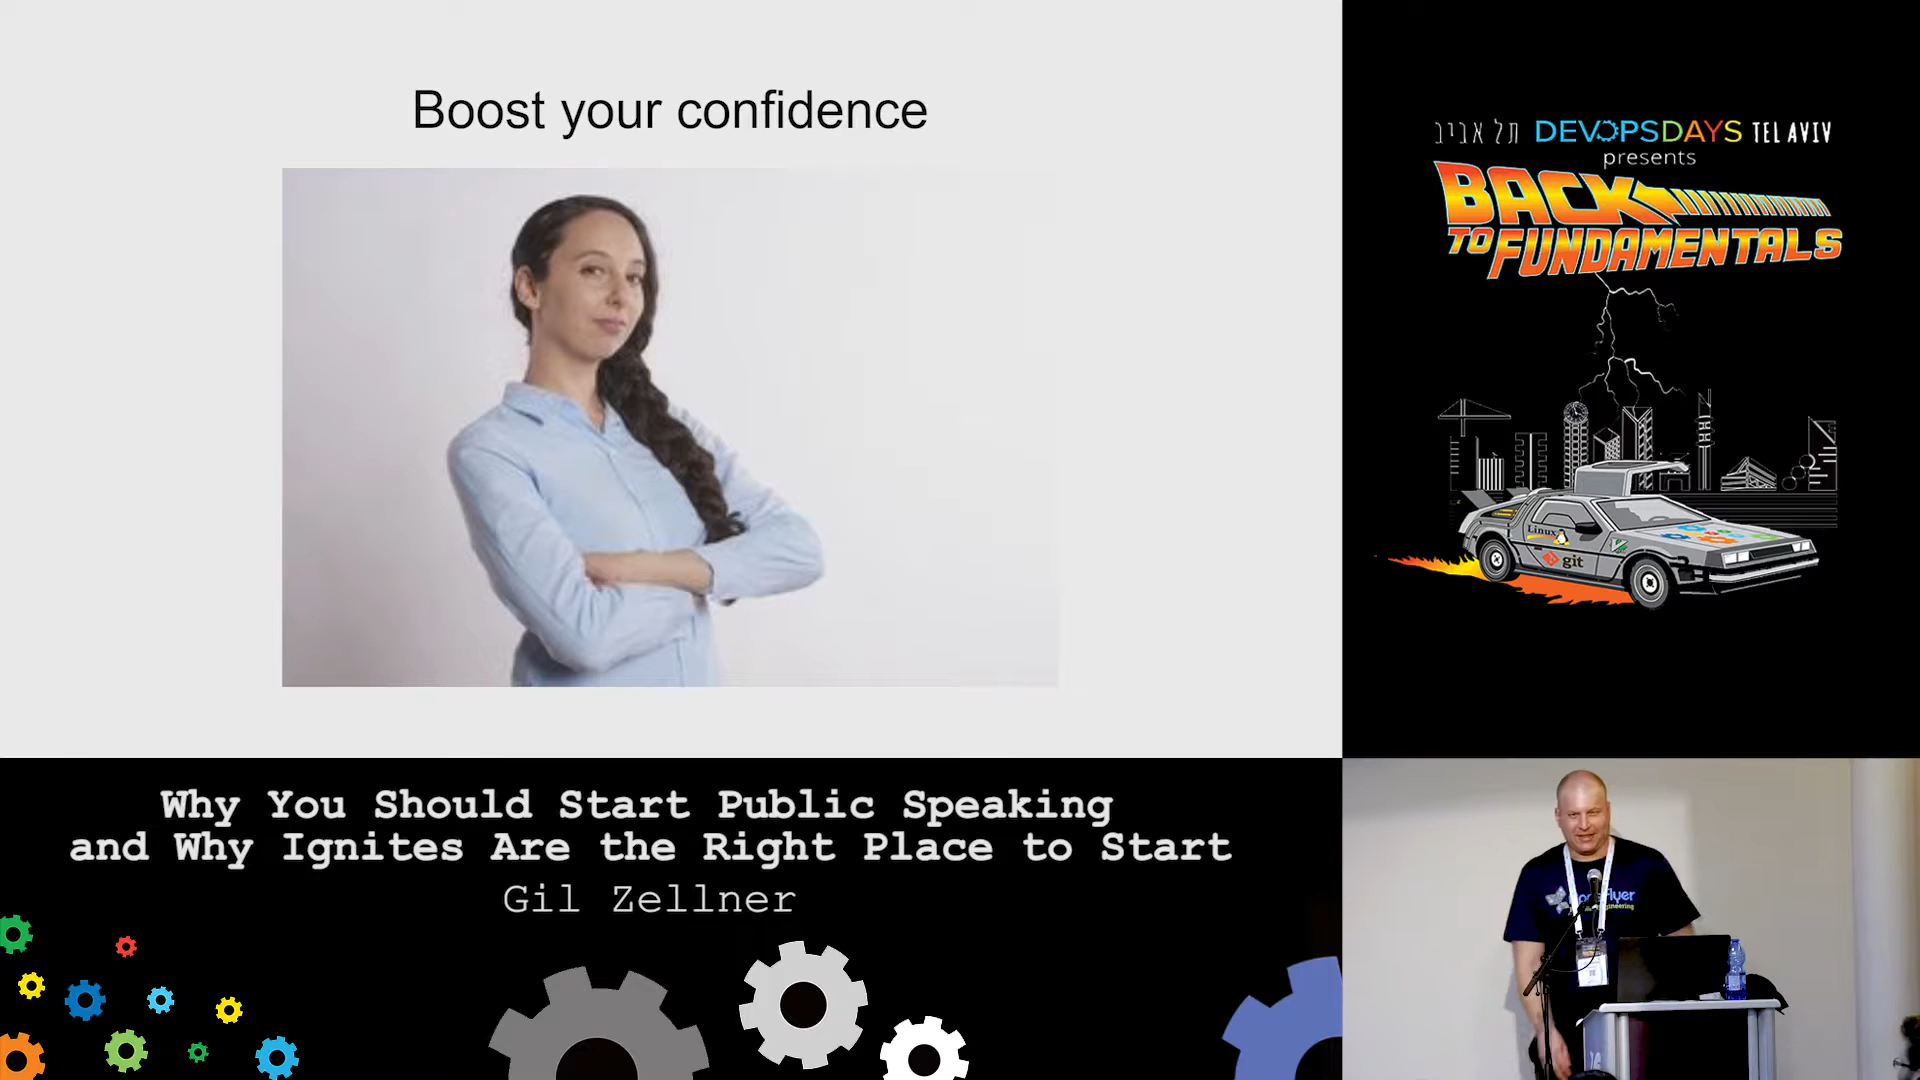 Boost your confidence
תל אביב DEVOPSDAYS TEL AVIV
presents
BACK
TO FUNDAMENTALS
Linux
git
Why You Should Start Public Speaking
and Why Ignites Are the Right Place to Start
Gil Zellner